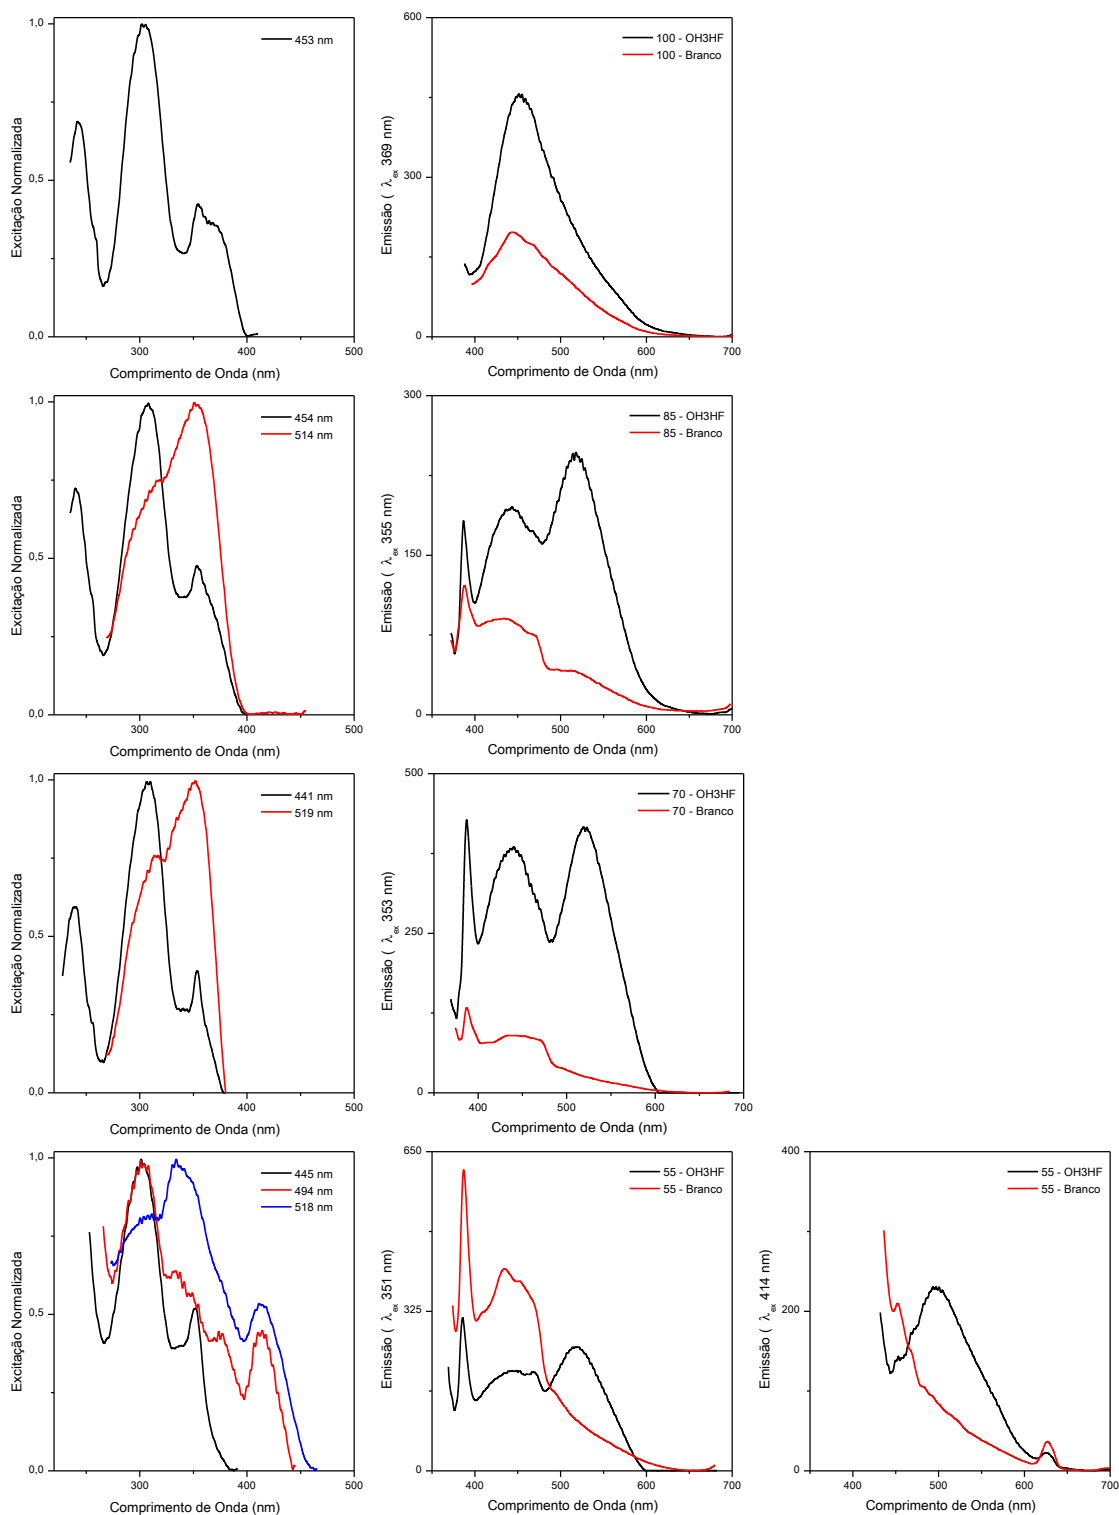 1,0
0,5
0,0
300
400
500
Excitação Normalizada
Comprimento de Onda (nm)
453 nm
600
300
0
400
500
600
700
Emissão ( λex 369 nm)
Comprimento de Onda (nm)
100 - OH3HF
100 - Branco
1,0
0,5
0,0
300
400
500
Excitação Normalizada
Comprimento de Onda (nm)
454 nm
514 nm
300
150
0
400
500
600
700
Emissão ( λex 355 nm)
Comprimento de Onda (nm)
85 - OH3HF
85 - Branco
1,0
0,5
0,0
300
400
500
Excitação Normalizada
Comprimento de Onda (nm)
441 nm
519 nm
500
250
0
400
500
600
700
Emissão ( λex 353 nm)
Comprimento de Onda (nm)
70 - OH3HF
70 - Branco
1,0
0,5
0,0
300
400
500
Excitação Normalizada
Comprimento de Onda (nm)
445 nm
494 nm
518 nm
650
325
0
400
500
600
700
Emissão ( λex 351 nm)
Comprimento de Onda (nm)
55 - OH3HF
55 - Branco
400
200
0
400
500
600
700
Emissão ( λex 414 nm)
Comprimento de Onda (nm)
55 - OH3HF
55 - Branco